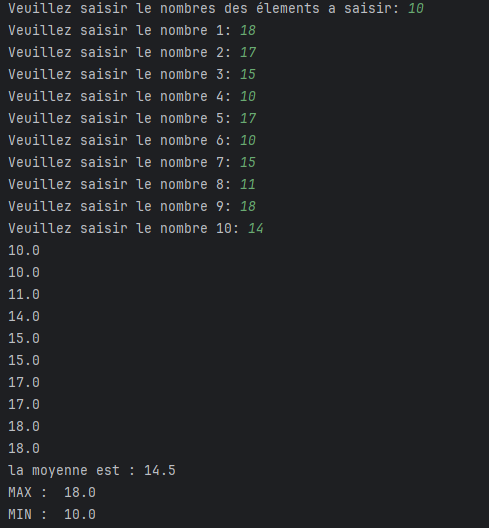 Veuillez saisir le nombres des élements a saisir: 10
Veuillez saisir le nombre 1: 18
Veuillez saisir le nombre 2: 17
Veuillez saisir le nombre 3: 15
Veuillez saisir le nombre 4: 10
Veuillez saisir le nombre 5: 17
Veuillez saisir le nombre 6: 10
Veuillez saisir le nombre 7: 15
Veuillez saisir le nombre 8: 11
Veuillez saisir le nombre 9: 18
Veuillez saisir le nombre 10: 14
10.0
10.0
11.0
14.0
15.0
15.0
17.0
17.0
18.0
18.0
la moyenne est : 14.5
MAX :  18.0
MIN :  10.0